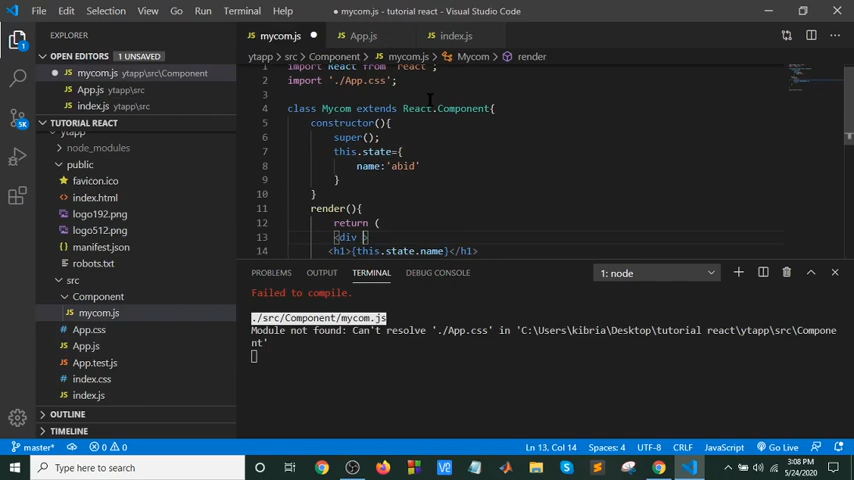 File Edit Selection View Go Run Terminal Help
● mycom.js - tutorial react - Visual Studio Code
EXPLORER
OPEN EDITORS 1 UNSAVED
mycom.js ytapp\src\Component
App.js ytapp\src
index.js ytapp\src
TUTORIAL REACT
ytapp
node_modules
public
favicon.ico
index.html
logo192.png
logo512.png
manifest.json
robots.txt
src
Component
mycom.js
App.css
App.js
App.test.js
index.css
index.js
OUTLINE
TIMELINE
JS mycom.js ● JS App.js JS index.js
ytapp > src > Component > JS mycom.js > Mycom > render
1 import React from 'react';
2 import './App.css';
3
4 class Mycom extends React.Component{
5 constructor(){
6 super();
7 this.state={
8 name:'abid'
9 }
10 }
11 render(){
12 return (
13 <div >
14 <h1>{this.state.name}</h1>
PROBLEMS OUTPUT TERMINAL DEBUG CONSOLE 1: node
Failed to compile.
./src/Component/mycom.js
Module not found: Can't resolve './App.css' in 'C:\Users\kibria\Desktop\tutorial react\ytapp\src\Compone
nt'
master* 0 0 Ln 13, Col 14 Spaces: 4 UTF-8 CRLF JavaScript Go Live
Type here to search
3:08 PM
5/24/2020